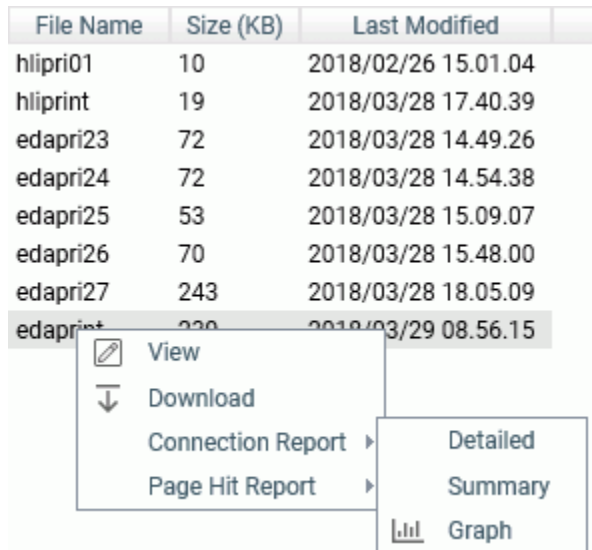 File Name Size (KB) Last Modified
hlipri01 10 2018/02/26 15.01.04
hliprint 19 2018/03/28 17.40.39
edapri23 72 2018/03/28 14.49.26
edapri24 72 2018/03/28 14.54.38
edapri25 53 2018/03/28 15.09.07
edapri26 70 2018/03/28 15.48.00
edapri27 243 2018/03/28 18.05.09
edaprint 2018/03/29 08.56.15
View
Download
Connection Report
Page Hit Report
Detailed
Summary
Graph